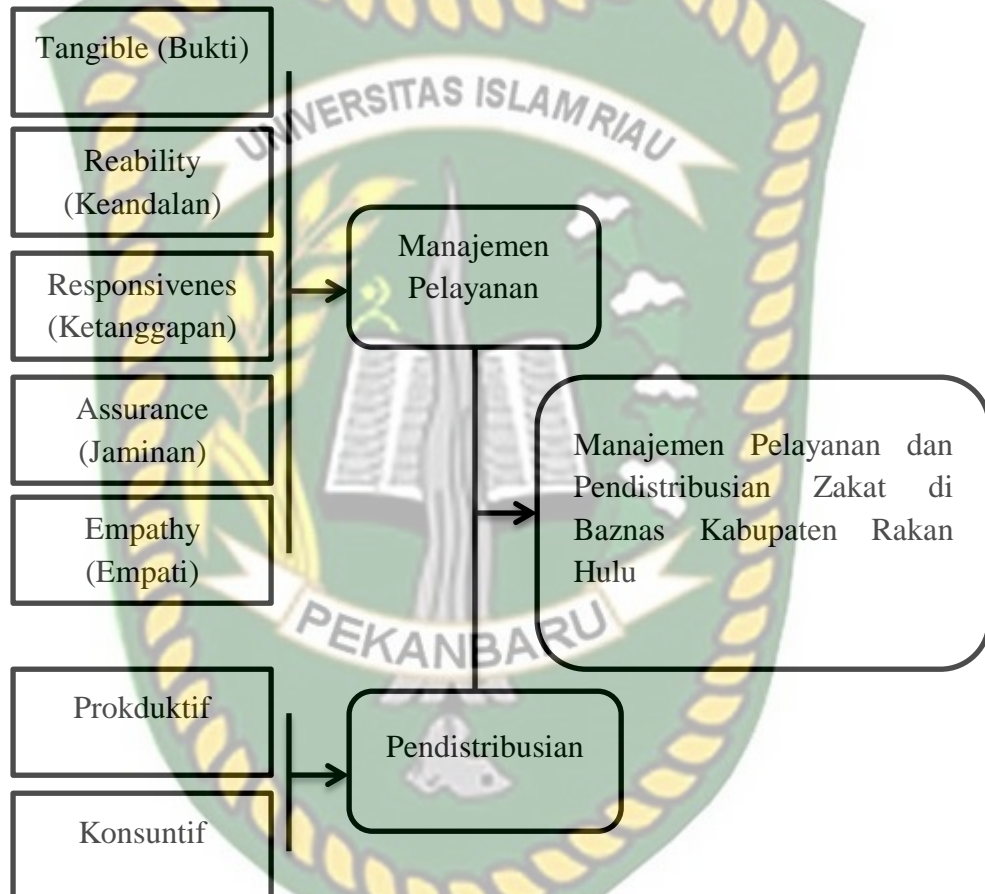 Tangible (Bukti)
UNIVERSITAS ISLAM RIAU
Reability
(Keandalan)
Manajemen
Pelayanan
Responsivenes
(Ketanggapan)
Assurance
(Jaminan)
Manajemen Pelayanan dan
Pendistribusian Zakat di
Baznas Kabupaten Rakan
Hulu
Empathy
(Empati)
PEKANBARU
Prokduktif
Pendistribusian
Konsuntif